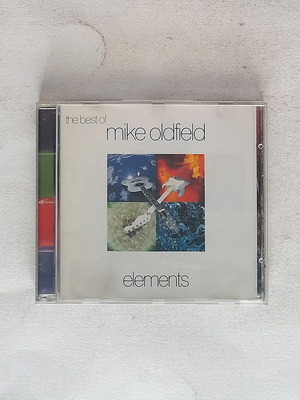 the best of
mike oldfield
elements